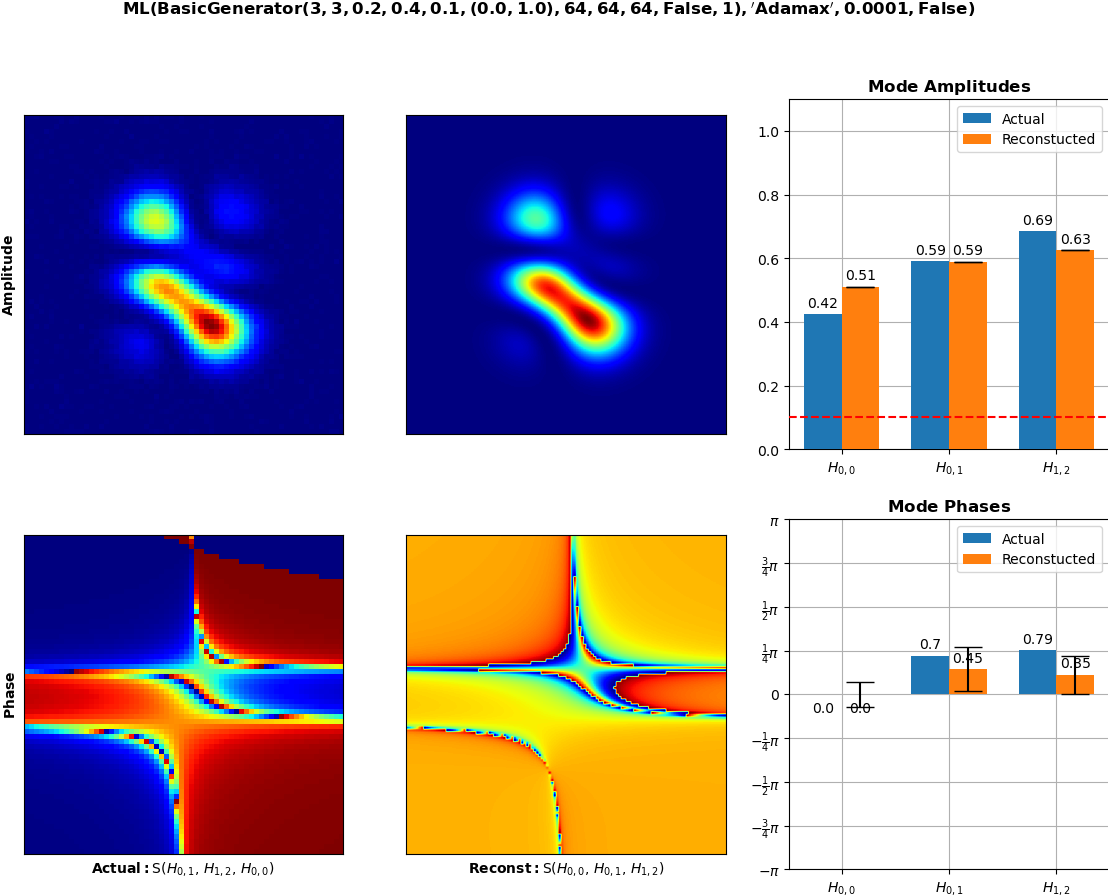 ML(BasicGenerator(3, 3, 0.2, 0.4, 0.1, (0.0, 1.0), 64, 64, 64, False, 1), 'Adamax', 0.0001, False)
Amplitude
Mode Amplitudes
Actual
Reconstucted
1.0
0.8
0.6
0.4
0.2
0.0
0.42
0.51
0.59
0.59
0.69
0.63
H0,0
H0,1
H1,2
Phase
Actual: S(H0,1, H1,2, H0,0)
Reconst: S(H0,0, H0,1, H1,2)
Mode Phases
Actual
Reconstucted
π
3/4π
1/2π
1/4π
0
−1/4π
−1/2π
−3/4π
−π
0.0
0.0
0.7
0.45
0.79
0.35
H0,0
H0,1
H1,2